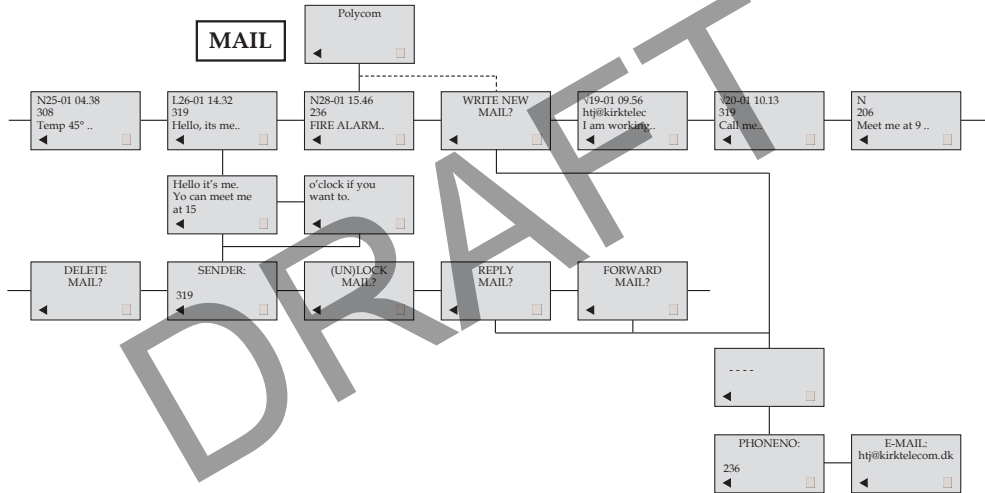 Polycom
MAIL
N25-01 04.38
308
Temp 45° ..
L26-01 14.32
319
Hello, its me..
N28-01 15.46
236
FIRE ALARM..
WRITE NEW
MAIL?
√19-01 09.56
htj@kirktelec
I am working..
√20-01 10.13
319
Call me..
N
206
Meet me at 9 ..
Hello it's me.
Yo can meet me
at 15
o'clock if you
want to.
DELETE
MAIL?
SENDER:
319
(UN)LOCK
MAIL?
REPLY
MAIL?
FORWARD
MAIL?
- - - -
PHONENO:
236
E-MAIL:
htj@kirktelecom.dk
DRAFT